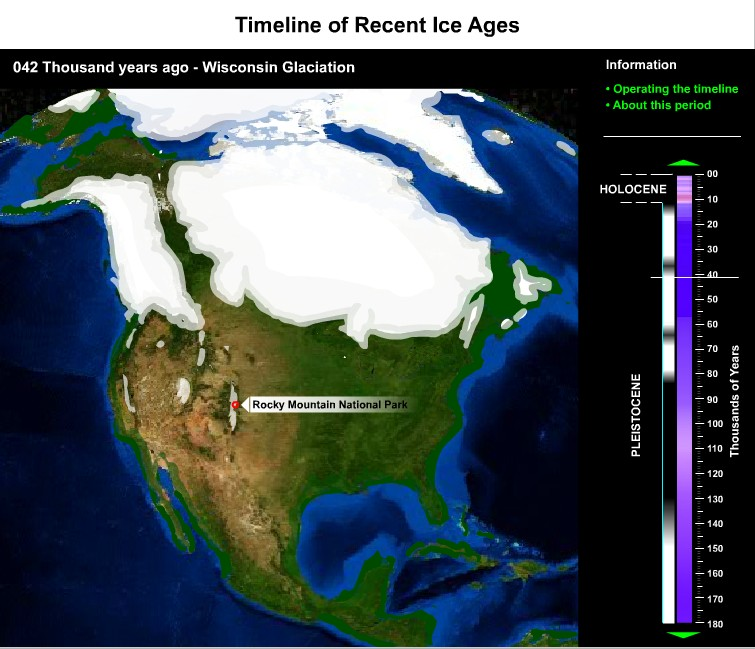 Timeline of Recent Ice Ages
042 Thousand years ago - Wisconsin Glaciation
Information
• Operating the timeline
• About this period
HOLOCENE
00
10
20
30
40
50
60
70
80
90
100
110
120
130
140
150
160
170
180
Thousands of Years
PLEISTOCENE
Rocky Mountain National Park